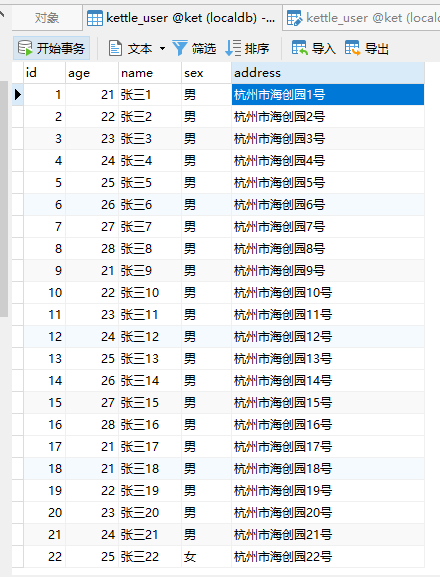 对象 kettle_user @ket (localdb) -... kettle_user @ket (locald
开始事务 文本 筛选 排序 导入 导出
id age name sex address
1 21 张三1 男 杭州市海创园1号
2 22 张三2 男 杭州市海创园2号
3 23 张三3 男 杭州市海创园3号
4 24 张三4 男 杭州市海创园4号
5 25 张三5 男 杭州市海创园5号
6 26 张三6 男 杭州市海创园6号
7 27 张三7 男 杭州市海创园7号
8 28 张三8 男 杭州市海创园8号
9 21 张三9 男 杭州市海创园9号
10 22 张三10 男 杭州市海创园10号
11 23 张三11 男 杭州市海创园11号
12 24 张三12 男 杭州市海创园12号
13 25 张三13 男 杭州市海创园13号
14 26 张三14 男 杭州市海创园14号
15 27 张三15 男 杭州市海创园15号
16 28 张三16 男 杭州市海创园16号
17 21 张三17 男 杭州市海创园17号
18 21 张三18 男 杭州市海创园18号
19 22 张三19 男 杭州市海创园19号
20 23 张三20 男 杭州市海创园20号
21 24 张三21 男 杭州市海创园21号
22 25 张三22 女 杭州市海创园22号